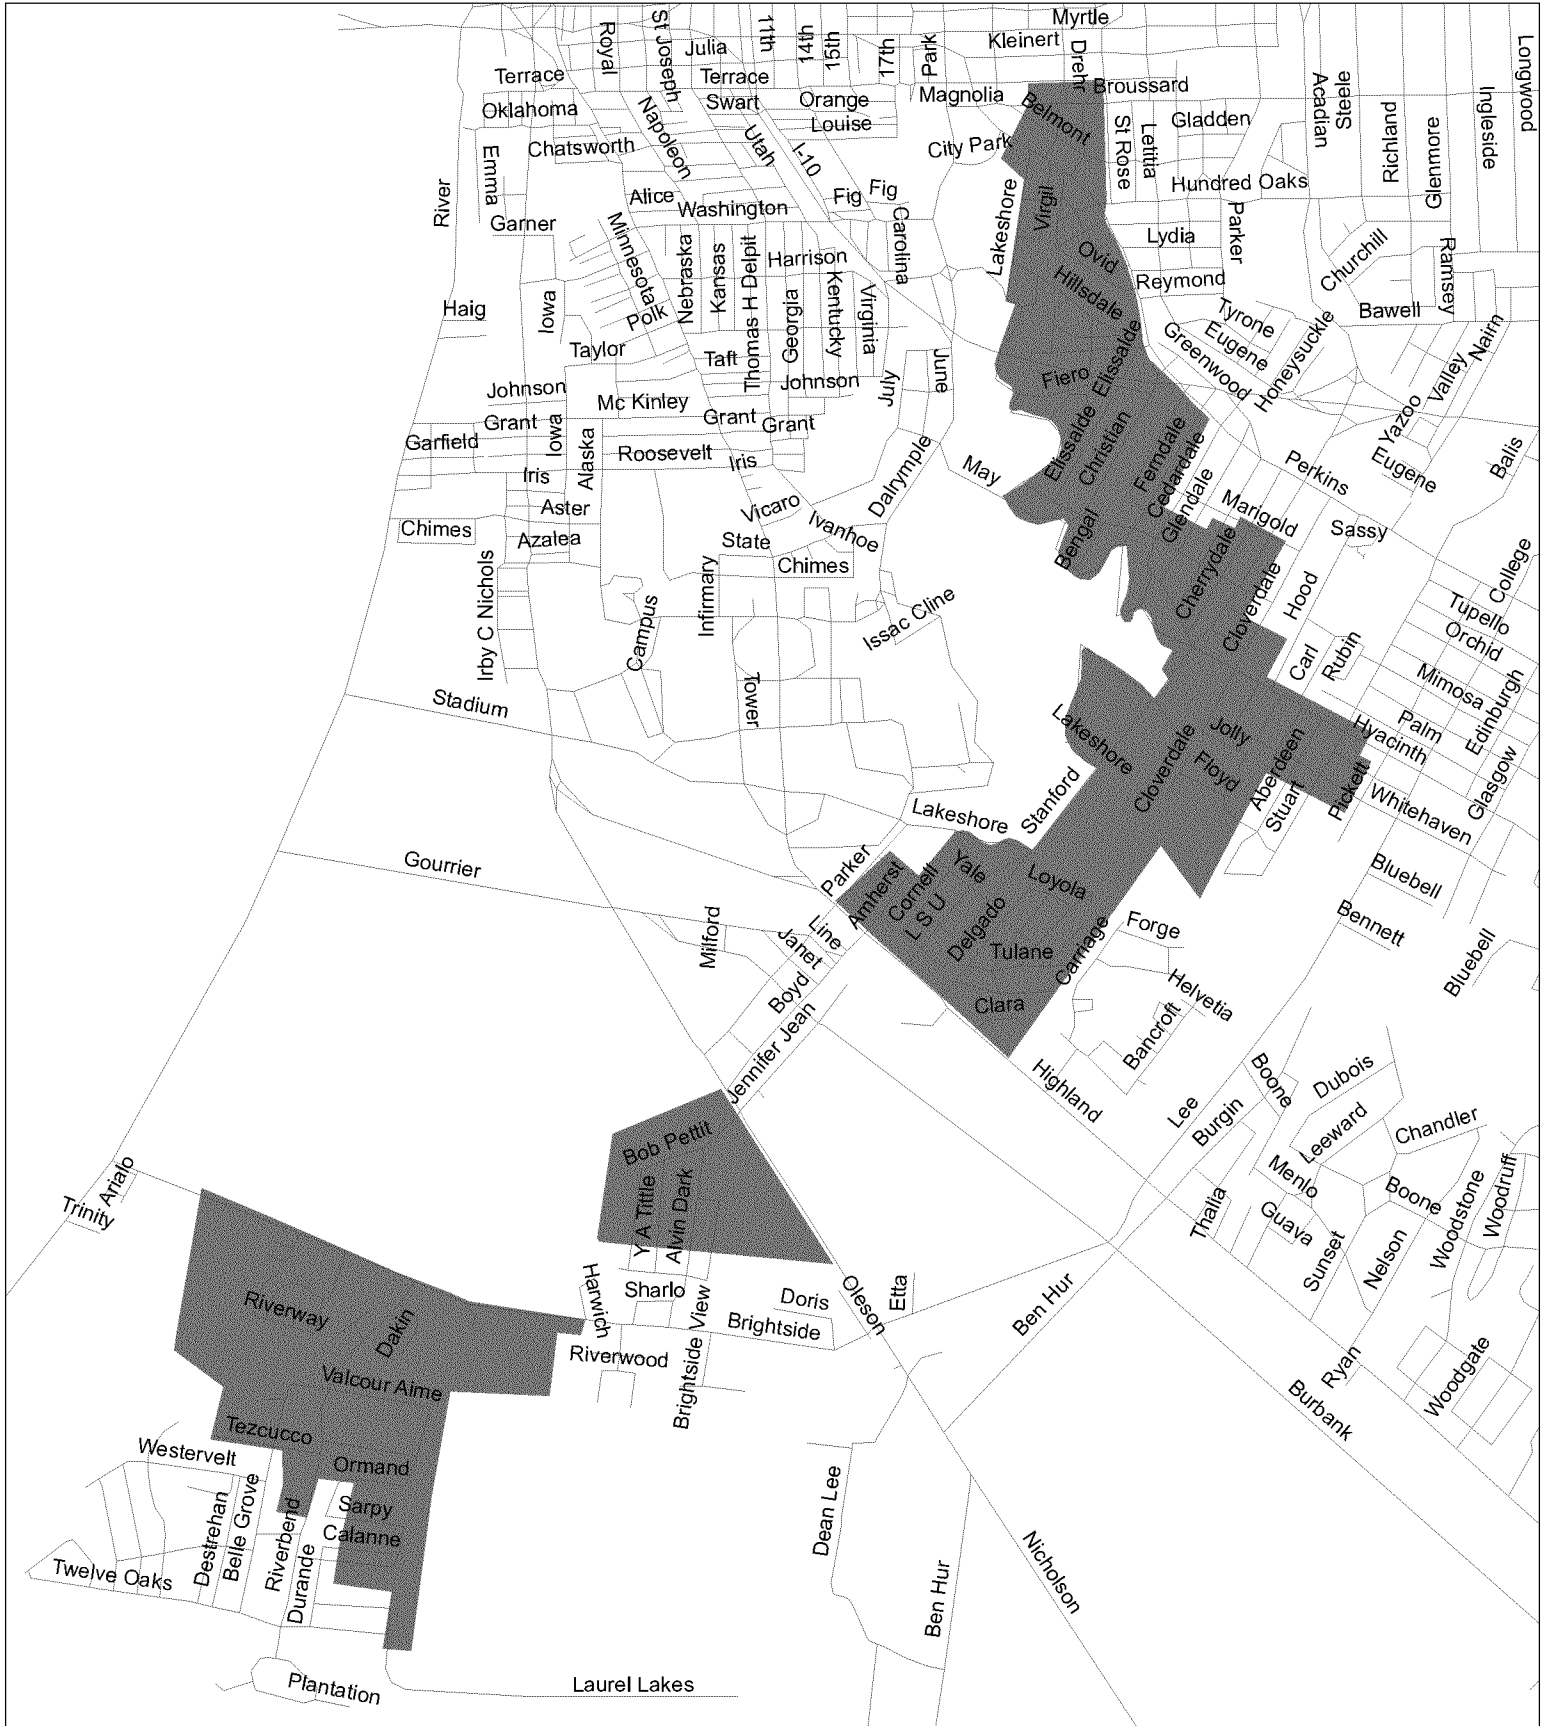 Myrtle
Kleinert
Drehr
Royal
St Joseph
Julia
11th
14th
15th
17th
Park
Longwood
Terrace
Terrace
Broussard
Acadian
Steele
Magnolia
Oklahoma
Napoleon
Swart
Orange
Louise
Belmont
Gladden
Ingleside
Richland
Glenmore
St Rose
Letitia
Chatsworth
Utah
I-10
City Park
Emma
River
Alice
Washington
Fig
Fig
Lakeshore
Virgil
Hundred Oaks
Garner
Minnesota
Nebraska
Kansas
Thomas H Delpit
Harrison
Carolina
Ovid
Lydia
Parker
Churchill
Ramsey
Haig
Iowa
Polk
Georgia
Kentucky
Virginia
Hillsdale
Reymond
Bawell
Tyrone
Eugene
Greenwood
Honeysuckle
Nairn
Valley
Yazoo
Taylor
Taft
Johnson
Johnson
July
June
Fiero
Elissalde
Mc Kinley
Grant
Grant
Grant
Garfield
Iowa
Alaska
Roosevelt
Iris
Iris
Elissalde
Christian
Ferndale
Cedardale
Glendale
Perkins
Eugene
Balis
May
Dalrymple
Marigold
Sassy
Aster
Azalea
Chimes
Vicaro
Ivanhoe
State
Chimes
Bengal
Cherrydale
Cloverdale
Hood
College
Irby C Nichols
Infirmary
Campus
Issac Cline
Tupello
Orchid
Carl
Rubin
Mimosa
Edinburgh
Stadium
Tower
Lakeshore
Jolly
Palm
Hyacinth
Cloverdale
Floyd
Aberdeen
Stuart
Pickett
Glasgow
Whitehaven
Lakeshore
Stanford
Gourrier
Parker
Amherst
Cornell
L S U
Yale
Loyola
Bluebell
Delgado
Milford
Line
Janet
Tulane
Carriage
Forge
Bennett
Bluebell
Boyd
Helvetia
Clara
Bancroft
Jennifer Jean
Highland
Lee
Boone
Burgin
Dubois
Leeward
Chandler
Bob Pettit
Y A Tittle
Alvin Dark
Arialo
Trinity
Menlo
Boone
Woodstone
Woodruff
Thalia
Guava
Sunset
Nelson
Harwich
Sharlo
Doris
Oleson
Etta
Ben Hur
Riverway
Dakin
Brightside
Riverwood
Brightside View
Ryan
Woodgate
Burbank
Valcour Aime
Tezcucco
Westervelt
Ormand
Destrehan
Belle Grove
Riverbend
Sarpy
Calanne
Durande
Twelve Oaks
Dean Lee
Ben Hur
Nicholson
Plantation
Laurel Lakes